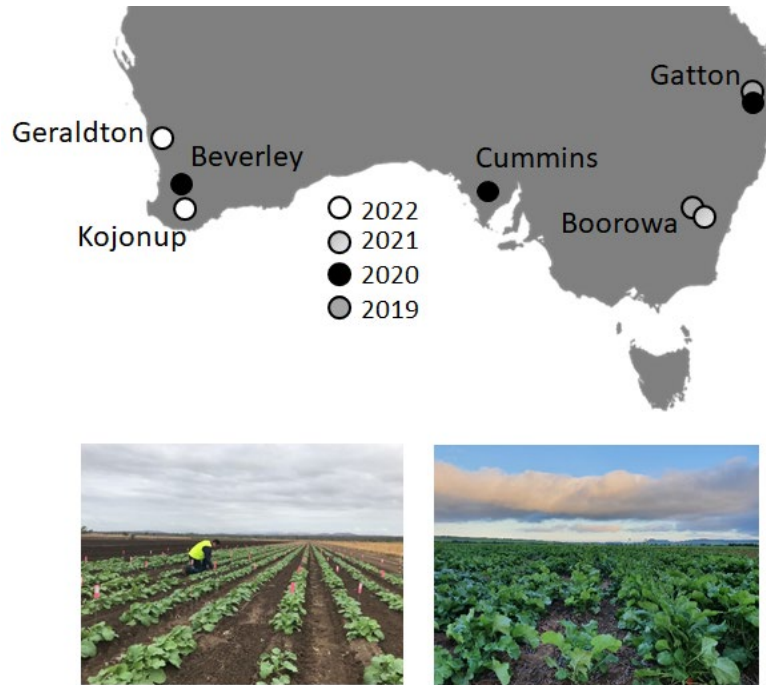 Gatton
Geraldton
Beverley
Cummins
Kojonup
Boorowa
2022
2021
2020
2019